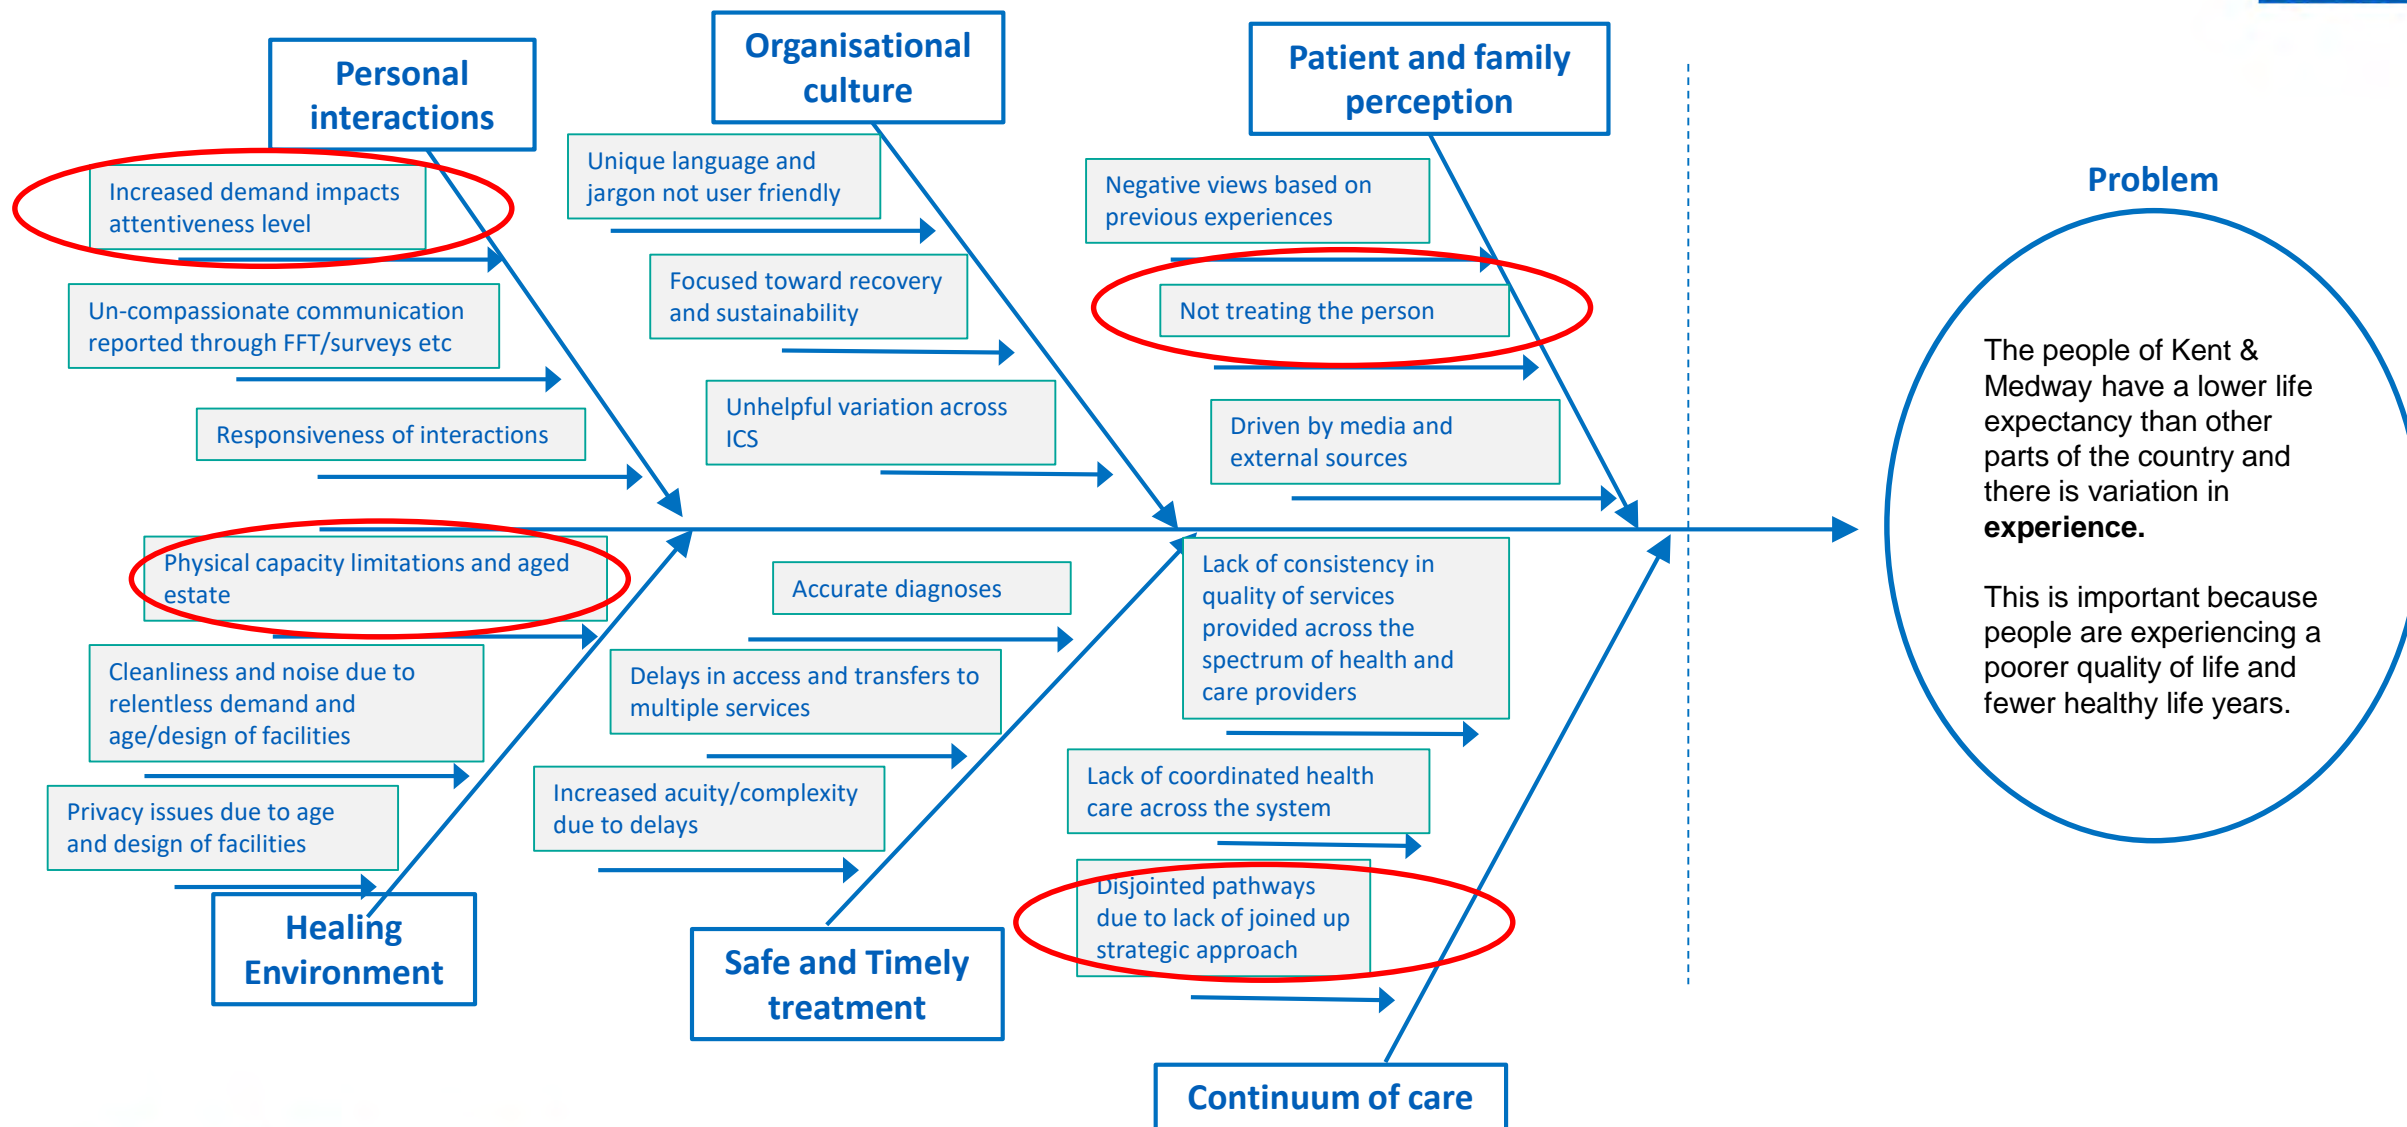 Personal
interactions
Increased demand impacts
attentiveness level
Un-compassionate communication
reported through FFT/surveys etc
Responsiveness of interactions
Organisational
culture
Unique language and
jargon not user friendly
Focused toward recovery
and sustainability
Unhelpful variation across
ICS
Patient and family
perception
Negative views based on
previous experiences
Not treating the person
Driven by media and
external sources
Physical capacity limitations and aged
estate
Cleanliness and noise due to
relentless demand and
age/design of facilities
Privacy issues due to age
and design of facilities
Healing
Environment
Accurate diagnoses
Delays in access and transfers to
multiple services
Increased acuity/complexity
due to delays
Safe and Timely
treatment
Lack of consistency in
quality of services
provided across the
spectrum of health and
care providers
Lack of coordinated health
care across the system
Disjointed pathways
due to lack of joined up
strategic approach
Continuum of care
Problem
The people of Kent &
Medway have a lower life
expectancy than other
parts of the country and
there is variation in
experience.
This is important because
people are experiencing a
poorer quality of life and
fewer healthy life years.